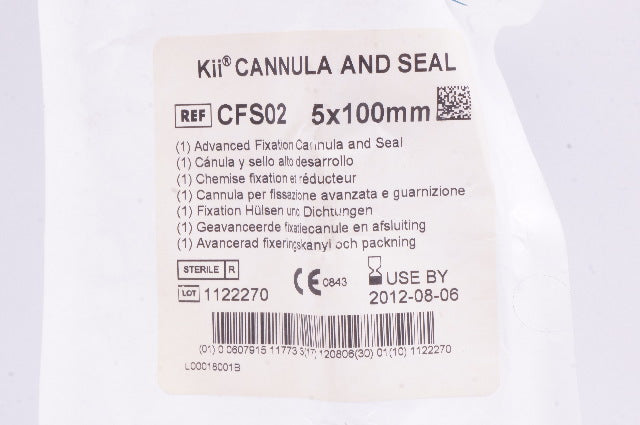 Kii® CANNULA AND SEAL
REF CFS02 5x100mm
(1) Advanced Fixation Cannula and Seal
(1) Cánula y sello alto desarrollo
(1) Chemise fixation et réducteur
(1) Cannula per fissazione avanzata e guarnizione
(1) Fixation Hülsen und Dichtungen
(1) Geavanceerde fixatiecanule en afsluiting
(1) Avancerad fixeringskanyl och packning
STERILE R
LOT 1122270
CE 0843
USE BY
2012-08-06
(01) 0 0607915 11773 5(17) 120806(30) 01(10) 1122270
L00018001B